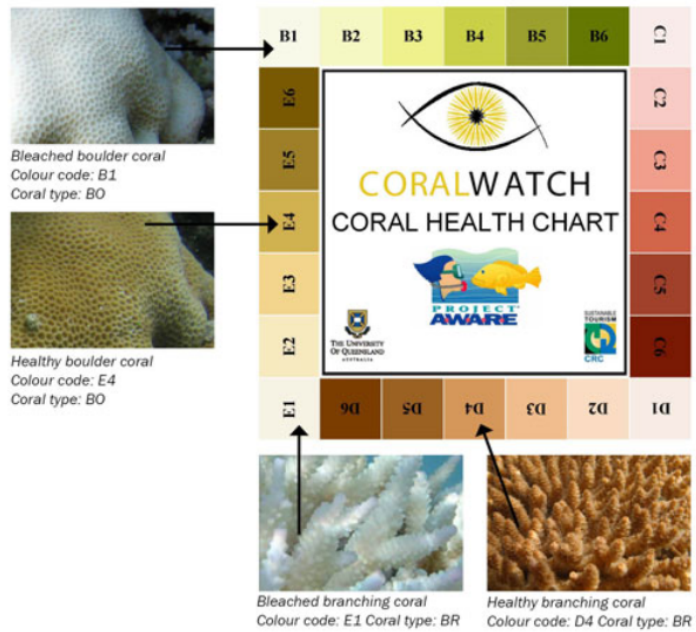 B1 B2 B3 B4 B5 B6 C1
C2
C3
C4
C5
C6
D1
D2
D3
D4
D5
D6
E1
E2
E3
E4
E5
E6
Bleached boulder coral
Colour code: B1
Coral type: BO
Healthy boulder coral
Colour code: E4
Coral type: BO
CORALWATCH
CORAL HEALTH CHART
PROJECT
AWARE
THE UNIVERSITY
OF QUEENSLAND
AUSTRALIA
SUSTAINABLE
TOURISM
CRC
Bleached branching coral
Colour code: E1 Coral type: BR
Healthy branching coral
Colour code: D4 Coral type: BR